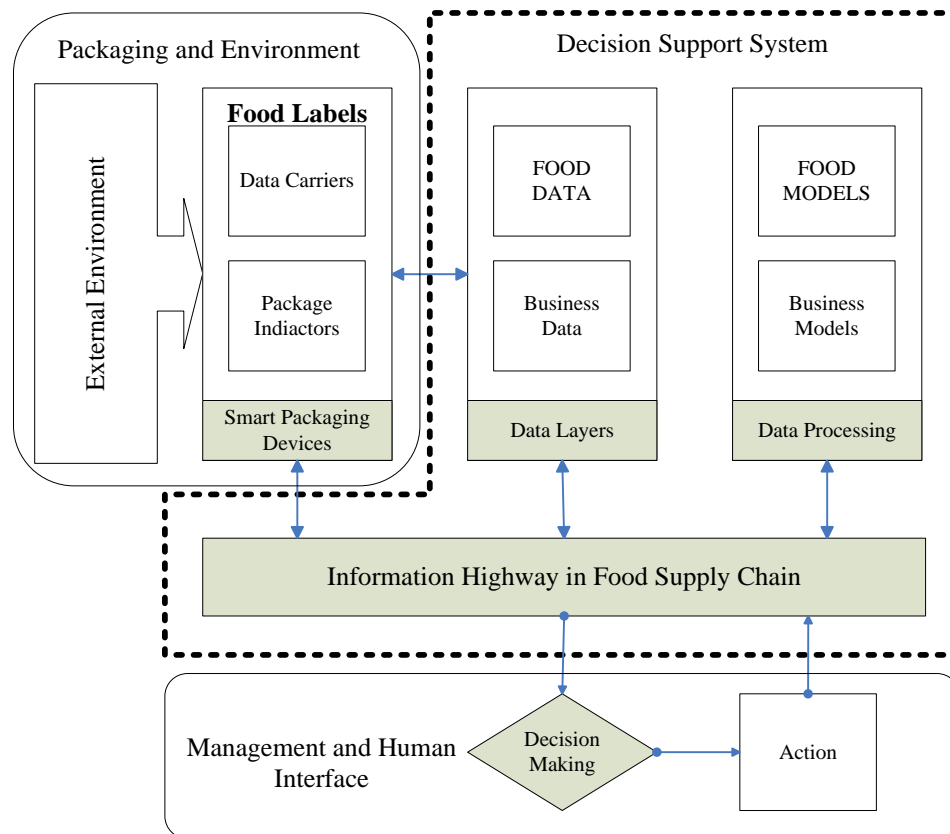 Packaging and Environment
External Environment
Food Labels
Data Carriers
Package
Indiactors
Smart Packaging
Devices
Decision Support System
FOOD
DATA
Business
Data
Data Layers
FOOD
MODELS
Business
Models
Data Processing
Information Highway in Food Supply Chain
Management and Human
Interface
Decision
Making
Action